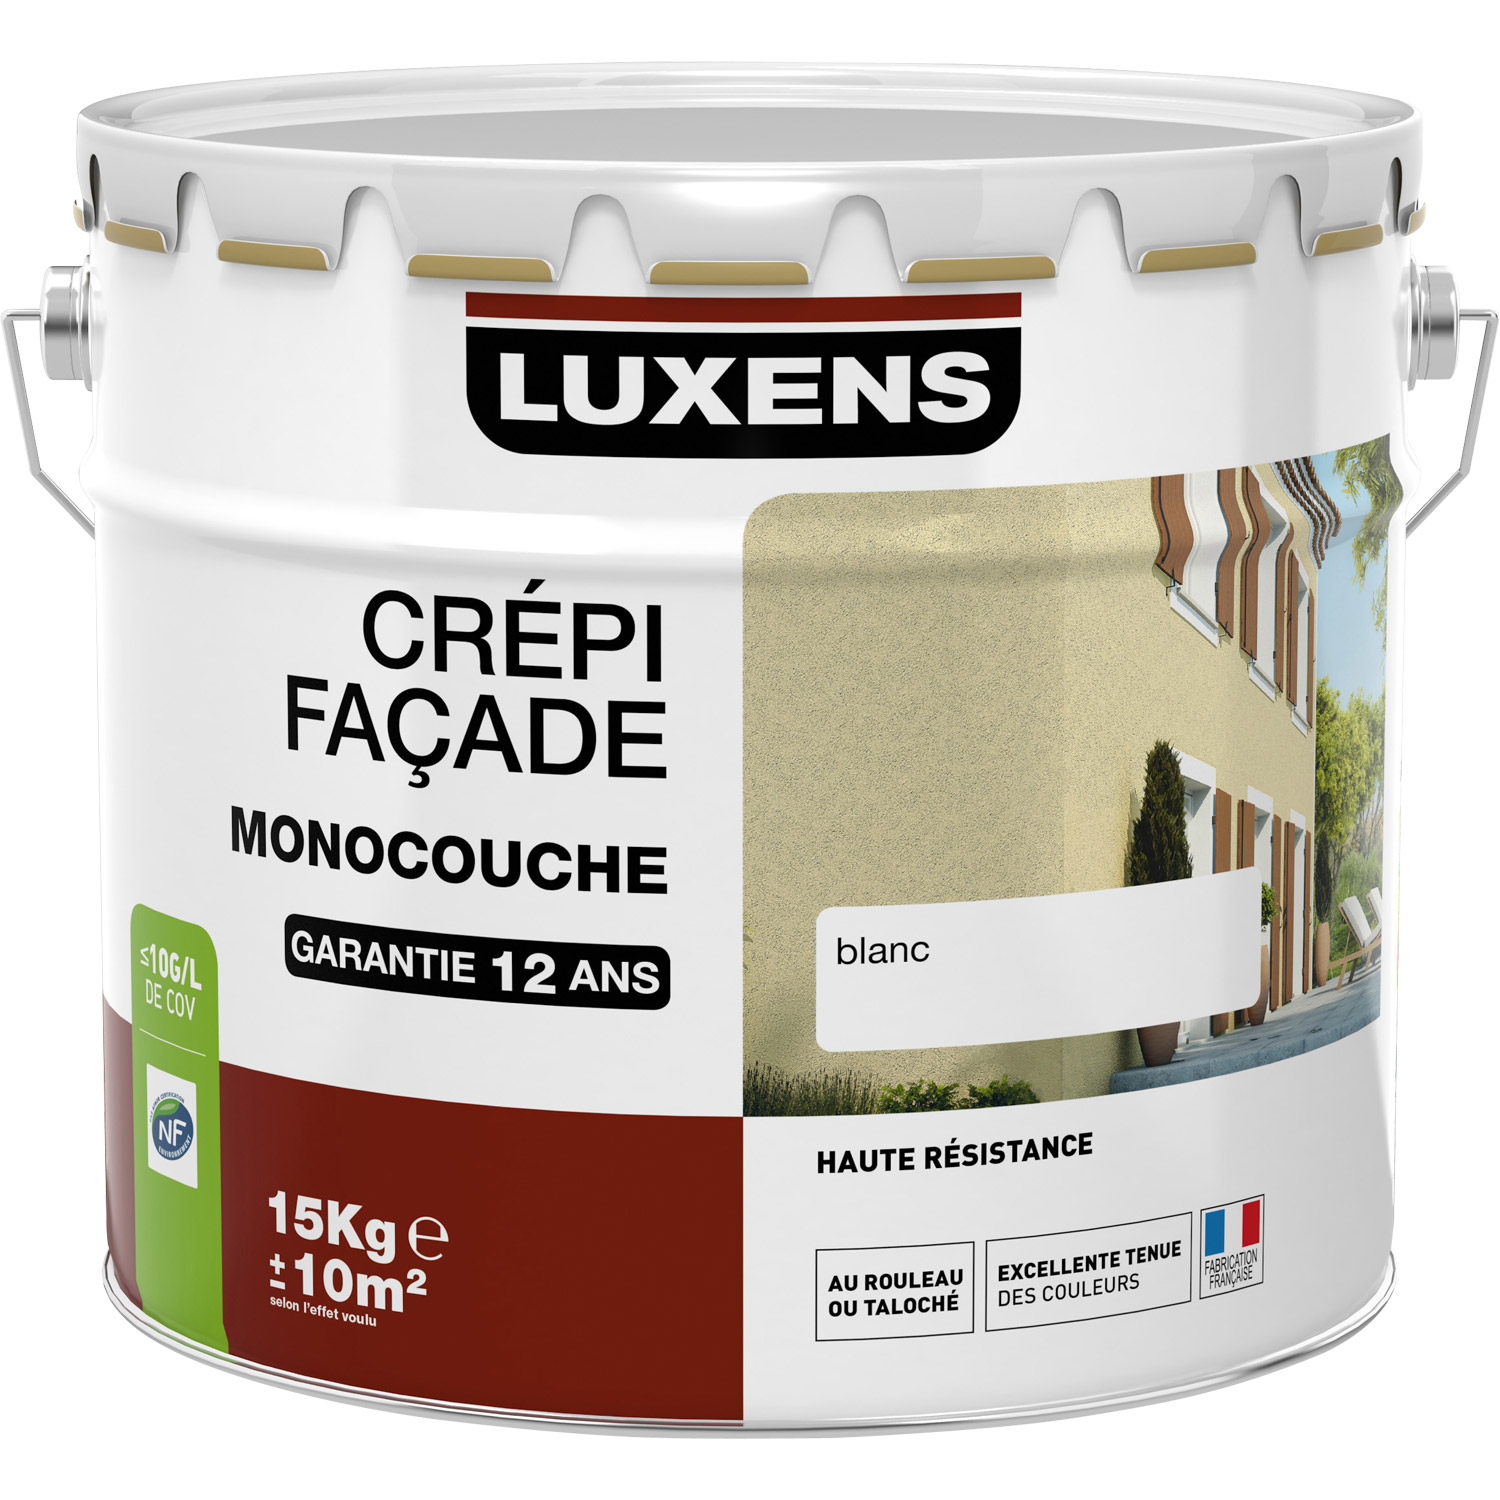 LUXENS
CRÉPI
FAÇADE
MONOCOUCHE
GARANTIE 12 ANS
≤10G/L
DE COV
NF
ENVIRONNEMENT
15Kg ℮
±10m²
selon l'effet voulu
blanc
HAUTE RÉSISTANCE
AU ROULEAU
OU TALOCHÉ
EXCELLENTE TENUE
DES COULEURS
FABRICATION
FRANÇAISE